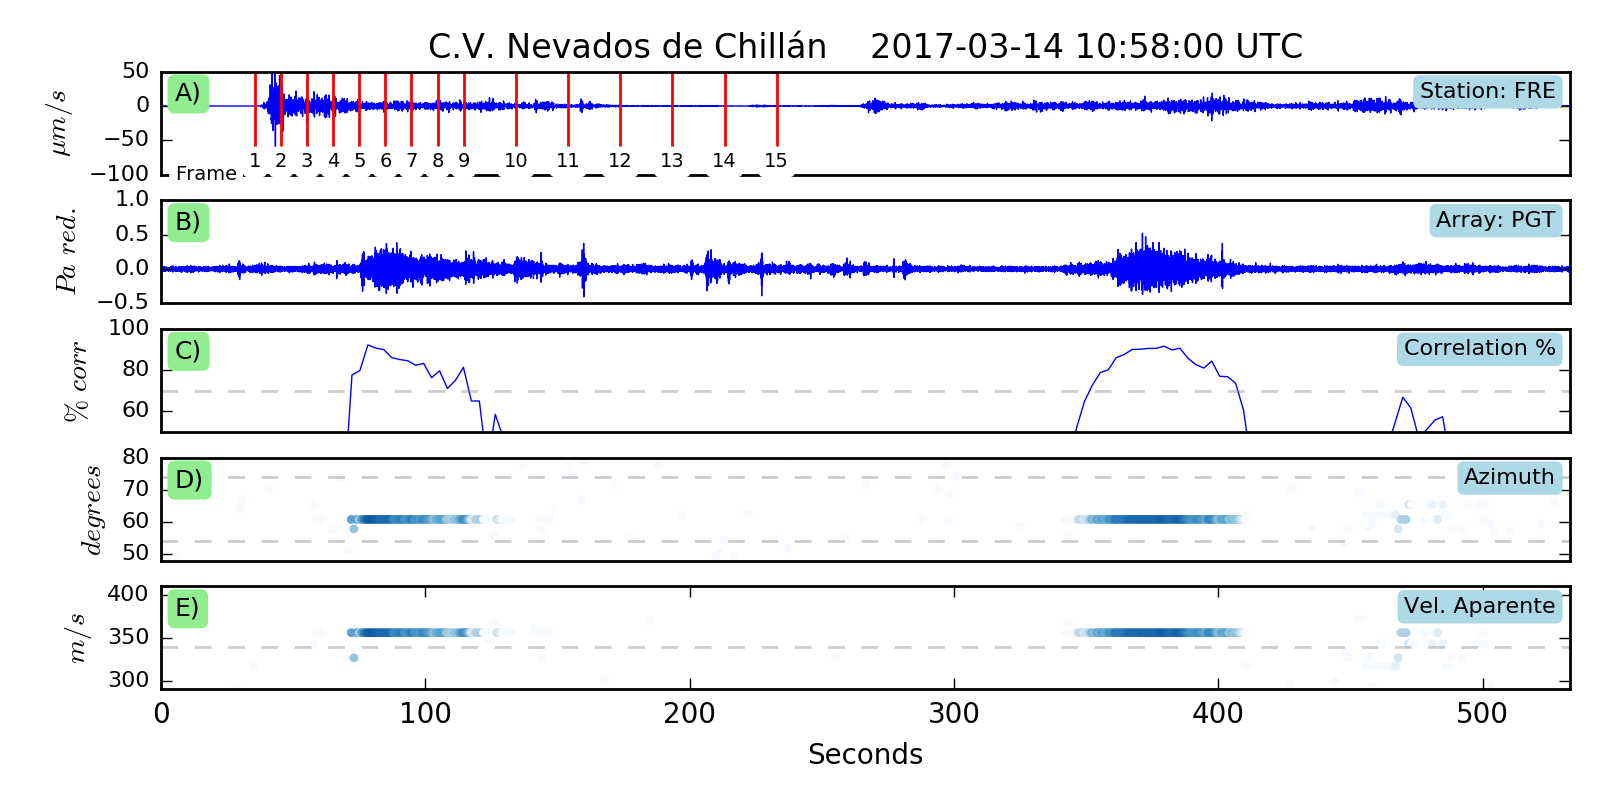 C.V. Nevados de Chillán 2017-03-14 10:58:00 UTC
50
0
−50
−100
μm/s
A)
Station: FRE
1 2 3 4 5 6 7 8 9 10 11 12 13 14 15
Frame
1.0
0.5
0.0
−0.5
Pa red.
B)
Array: PGT
100
80
60
% corr
C)
Correlation %
80
70
60
50
degrees
D)
Azimuth
400
350
300
m/s
E)
Vel. Aparente
0 100 200 300 400 500
Seconds